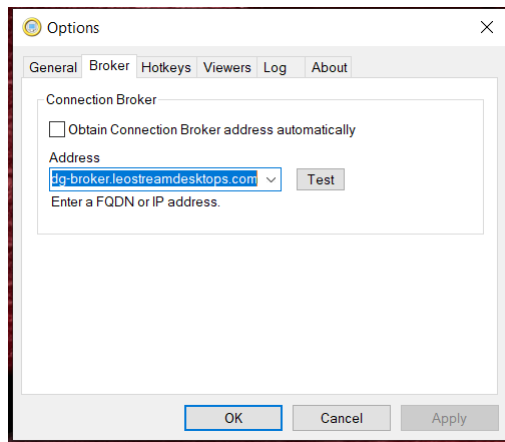 Options
General Broker Hotkeys Viewers Log About
Connection Broker
Obtain Connection Broker address automatically
Address
dg-broker.leostreamdesktops.com Test
Enter a FQDN or IP address.
OK Cancel Apply